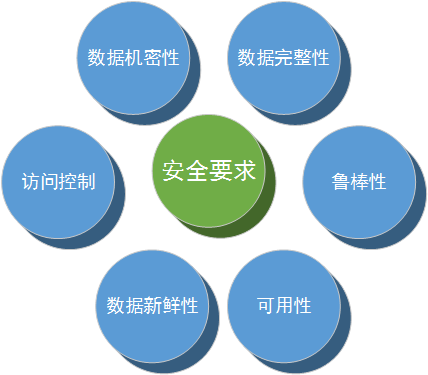 数据机密性
数据完整性
访问控制
安全要求
鲁棒性
数据新鲜性
可用性